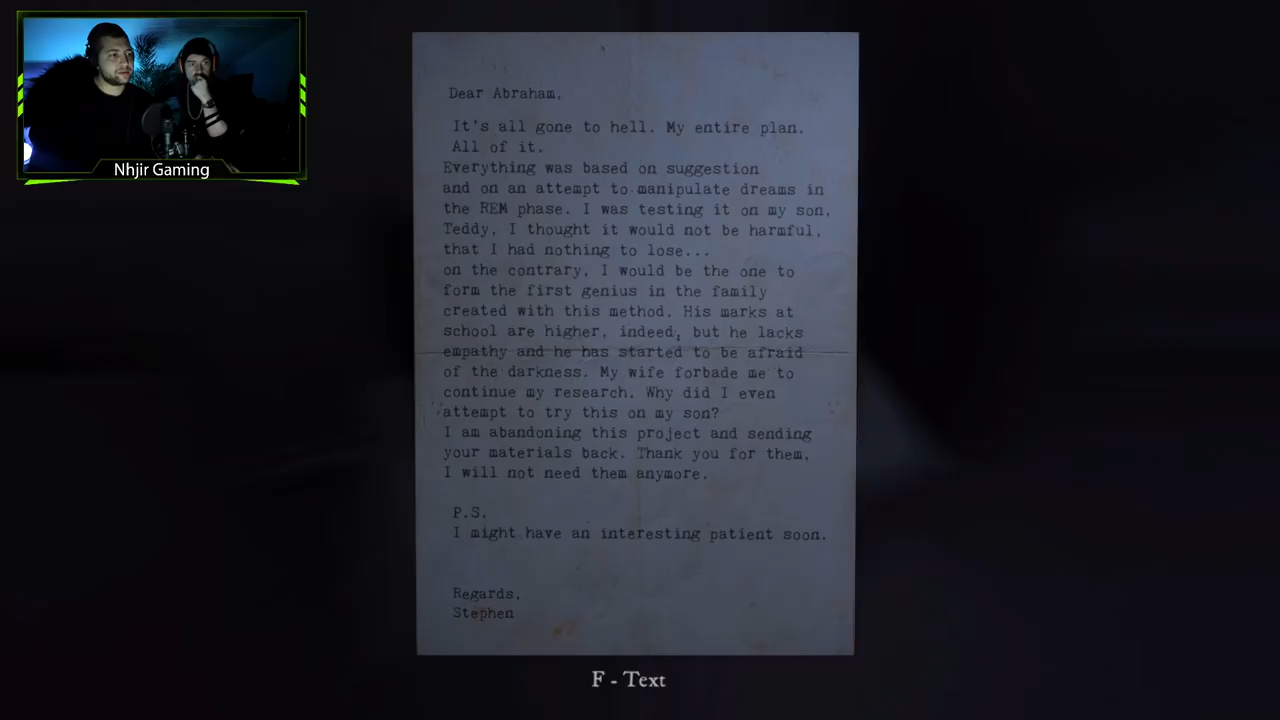 Nhjir Gaming
Dear Abraham,
It's all gone to hell. My entire plan.
All of it.
Everything was based on suggestion
and on an attempt to manipulate dreams in
the REM phase. I was testing it on my son,
Teddy, I thought it would not be harmful,
that I had nothing to lose...
on the contrary, I would be the one to
form the first genius in the family
created with this method. His marks at
school are higher, indeed, but he lacks
empathy and he has started to be afraid
of the darkness. My wife forbade me to
continue my research. Why did I even
attempt to try this on my son?
I am abandoning this project and sending
your materials back. Thank you for them,
I will not need them anymore.
P.S.
I might have an interesting patient soon.
Regards,
Stephen
F - Text